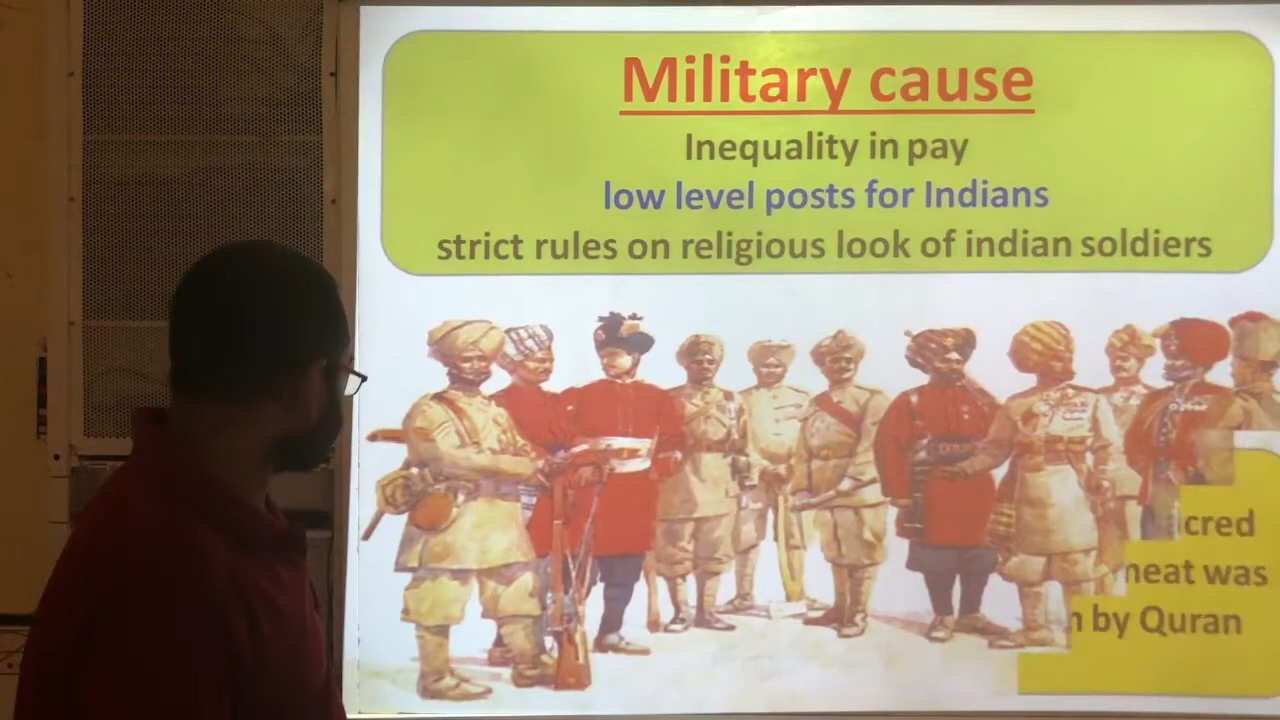 Military cause
Inequality in pay
low level posts for Indians
strict rules on religious look of indian soldiers
was
by Quran